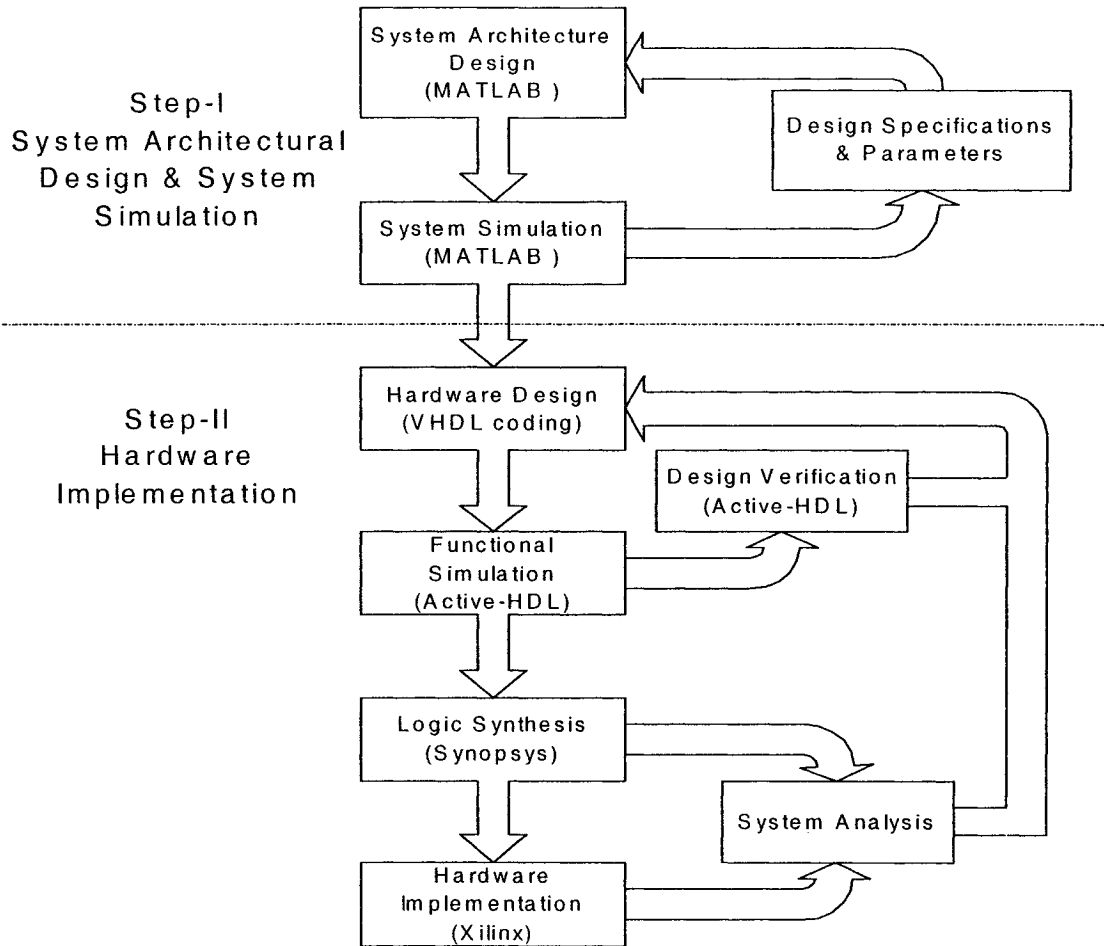 System Architecture
Design
(MATLAB )
Step-I
System Architectural
Design & System
Simulation
Design Specifications
& Parameters
System Simulation
(MATLAB )
Hardware Design
(VHDL coding)
Step-II
Hardware
Implementation
Design Verification
(Active-HDL)
Functional
Simulation
(Active-HDL)
Logic Synthesis
(Synopsys)
System Analysis
Hardware
Implementation
(Xilinx)